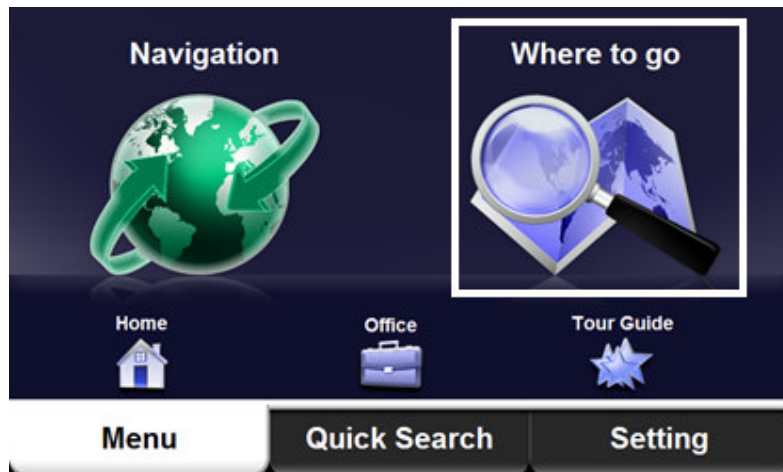 Navigation
Where to go
Home
Office
Tour Guide
Menu
Quick Search
Setting